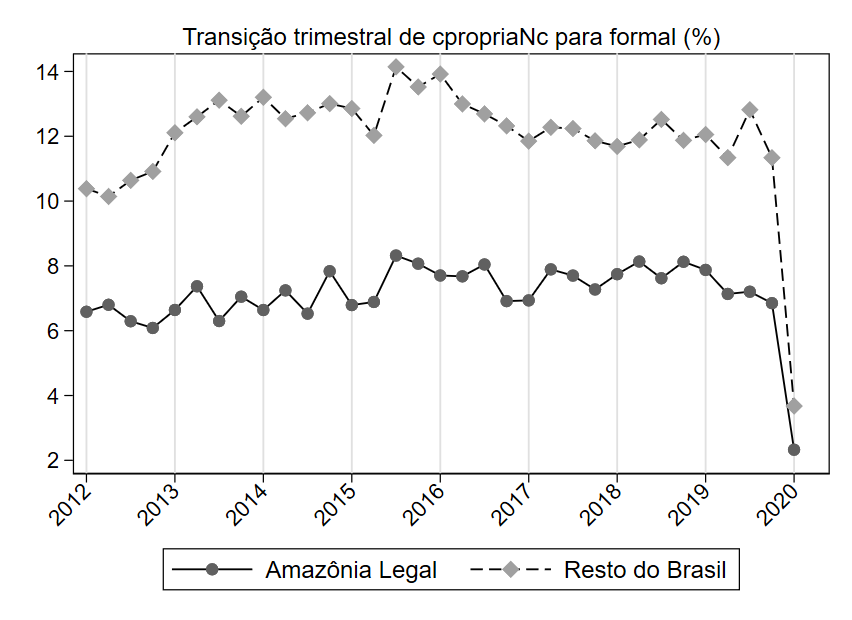 Transição trimestral de cpropriaNc para formal (%)
14
12
10
8
6
4
2
2012 2013 2014 2015 2016 2017 2018 2019 2020
Amazônia Legal Resto do Brasil